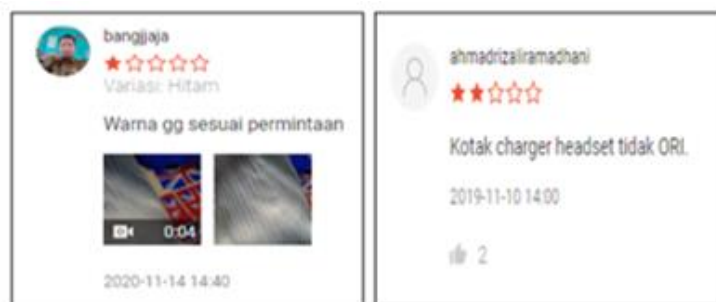 bangjjaja
Variasi: Hitam
Warna gg sesuai permintaan
0:04
2020-11-14 14:40
ahmadrizaliramadhani
Kotak charger headset tidak ORI.
2019-11-10 14:00
2